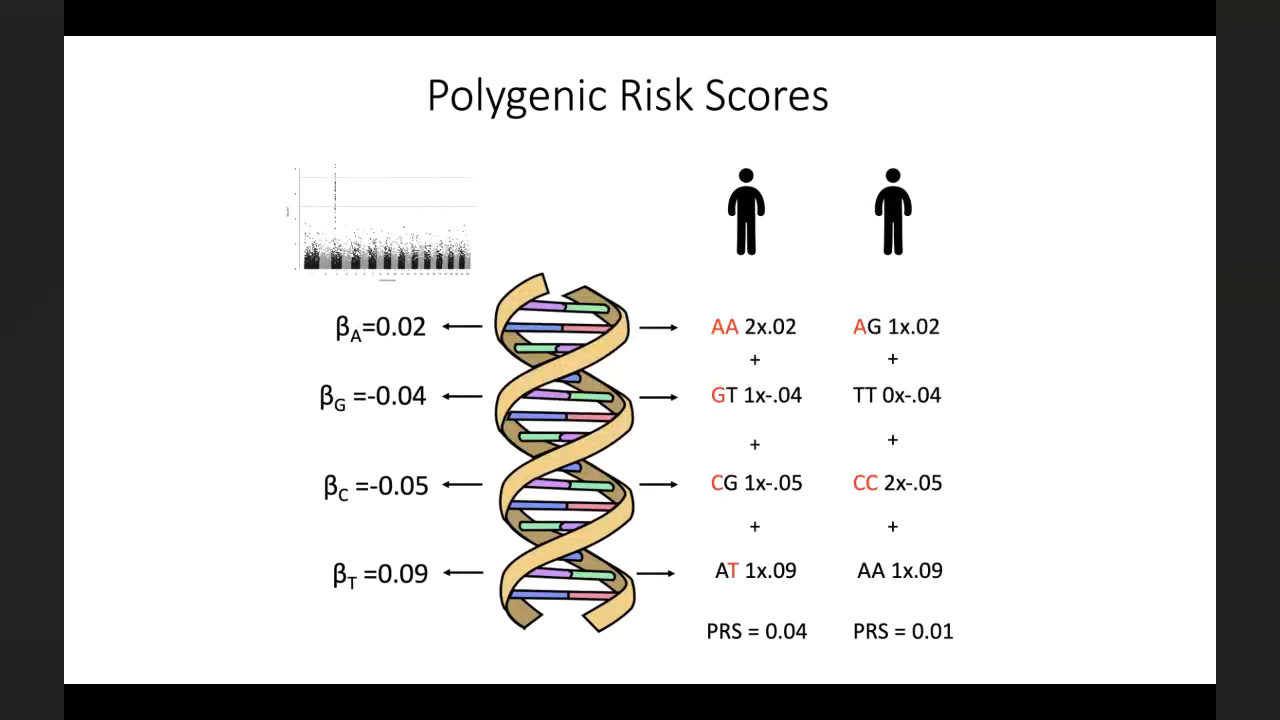 Polygenic Risk Scores
βA=0.02
AA 2x.02
AG 1x.02
+
+
βG =-0.04
GT 1x-.04
TT 0x-.04
+
+
βC =-0.05
CG 1x-.05
CC 2x-.05
+
+
βT =0.09
AT 1x.09
AA 1x.09
PRS = 0.04
PRS = 0.01